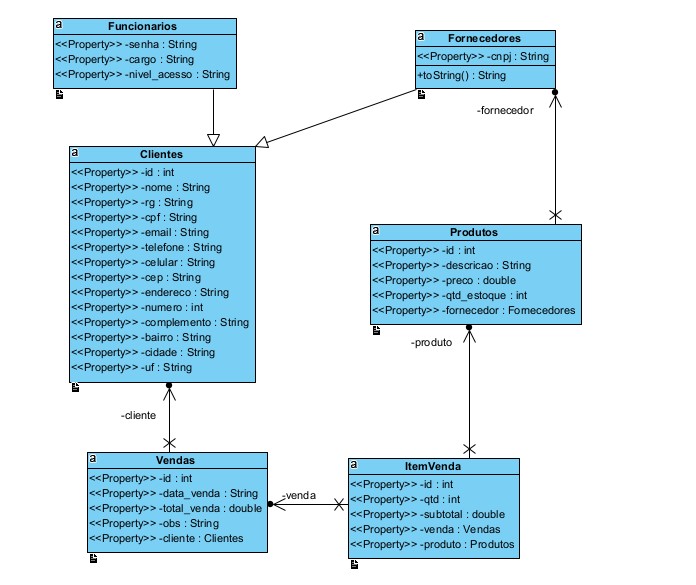 a
Funcionarios
<<Property>> -senha : String
<<Property>> -cargo : String
<<Property>> -nivel_acesso : String
a
Fornecedores
<<Property>> -cnpj : String
+toString() : String
-fornecedor
a
Clientes
<<Property>> -id : int
<<Property>> -nome : String
<<Property>> -rg : String
<<Property>> -cpf : String
<<Property>> -email : String
<<Property>> -telefone : String
<<Property>> -celular : String
<<Property>> -cep : String
<<Property>> -endereco : String
<<Property>> -numero : int
<<Property>> -complemento : String
<<Property>> -bairro : String
<<Property>> -cidade : String
<<Property>> -uf : String
a
Produtos
<<Property>> -id : int
<<Property>> -descricao : String
<<Property>> -preco : double
<<Property>> -qtd_estoque : int
<<Property>> -fornecedor : Fornecedores
-produto
-cliente
a
Vendas
<<Property>> -id : int
<<Property>> -data_venda : String
<<Property>> -total_venda : double
<<Property>> -obs : String
<<Property>> -cliente : Clientes
-venda
a
ItemVenda
<<Property>> -id : int
<<Property>> -qtd : int
<<Property>> -subtotal : double
<<Property>> -venda : Vendas
<<Property>> -produto : Produtos